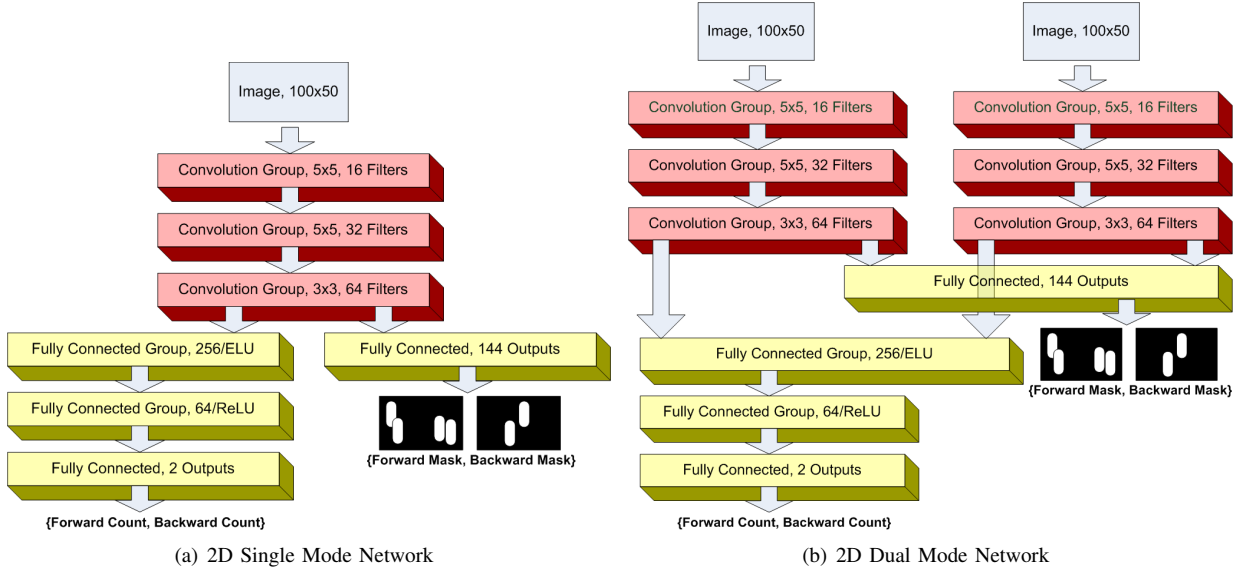 Image, 100x50
Convolution Group, 5x5, 16 Filters
Convolution Group, 5x5, 32 Filters
Convolution Group, 3x3, 64 Filters
Fully Connected Group, 256/ELU
Fully Connected, 144 Outputs
Fully Connected Group, 64/ReLU
{Forward Mask, Backward Mask}
Fully Connected, 2 Outputs
{Forward Count, Backward Count}
(a) 2D Single Mode Network
Image, 100x50
Image, 100x50
Convolution Group, 5x5, 16 Filters
Convolution Group, 5x5, 16 Filters
Convolution Group, 5x5, 32 Filters
Convolution Group, 5x5, 32 Filters
Convolution Group, 3x3, 64 Filters
Convolution Group, 3x3, 64 Filters
Fully Connected, 144 Outputs
Fully Connected Group, 256/ELU
{Forward Mask, Backward Mask}
Fully Connected Group, 64/ReLU
Fully Connected, 2 Outputs
{Forward Count, Backward Count}
(b) 2D Dual Mode Network